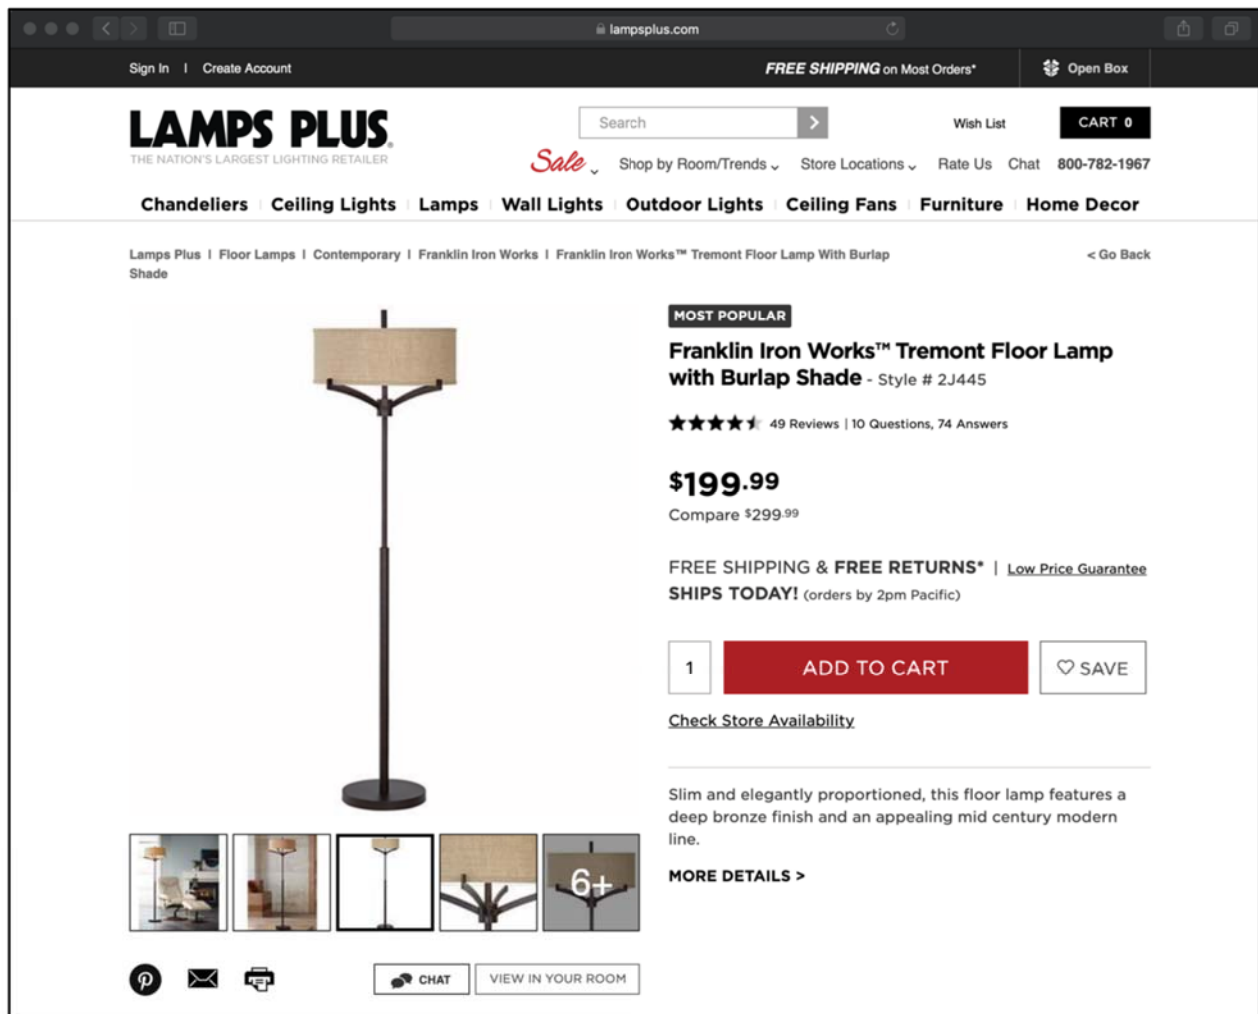 lampsplus.com
Sign In | Create Account
FREE SHIPPING on Most Orders*
Open Box
LAMPS PLUS®
THE NATION'S LARGEST LIGHTING RETAILER
Search
Wish List
CART 0
Sale
Shop by Room/Trends
Store Locations
Rate Us
Chat
800-782-1967
Chandeliers | Ceiling Lights | Lamps | Wall Lights | Outdoor Lights | Ceiling Fans | Furniture | Home Decor
Lamps Plus | Floor Lamps | Contemporary | Franklin Iron Works | Franklin Iron Works™ Tremont Floor Lamp With Burlap
Shade
< Go Back
MOST POPULAR
Franklin Iron Works™ Tremont Floor Lamp
with Burlap Shade - Style # 2J445
49 Reviews | 10 Questions, 74 Answers
$199.99
Compare $299.99
FREE SHIPPING & FREE RETURNS* | Low Price Guarantee
SHIPS TODAY! (orders by 2pm Pacific)
1
ADD TO CART
SAVE
Check Store Availability
Slim and elegantly proportioned, this floor lamp features a
deep bronze finish and an appealing mid century modern
line.
MORE DETAILS >
6+
CHAT
VIEW IN YOUR ROOM